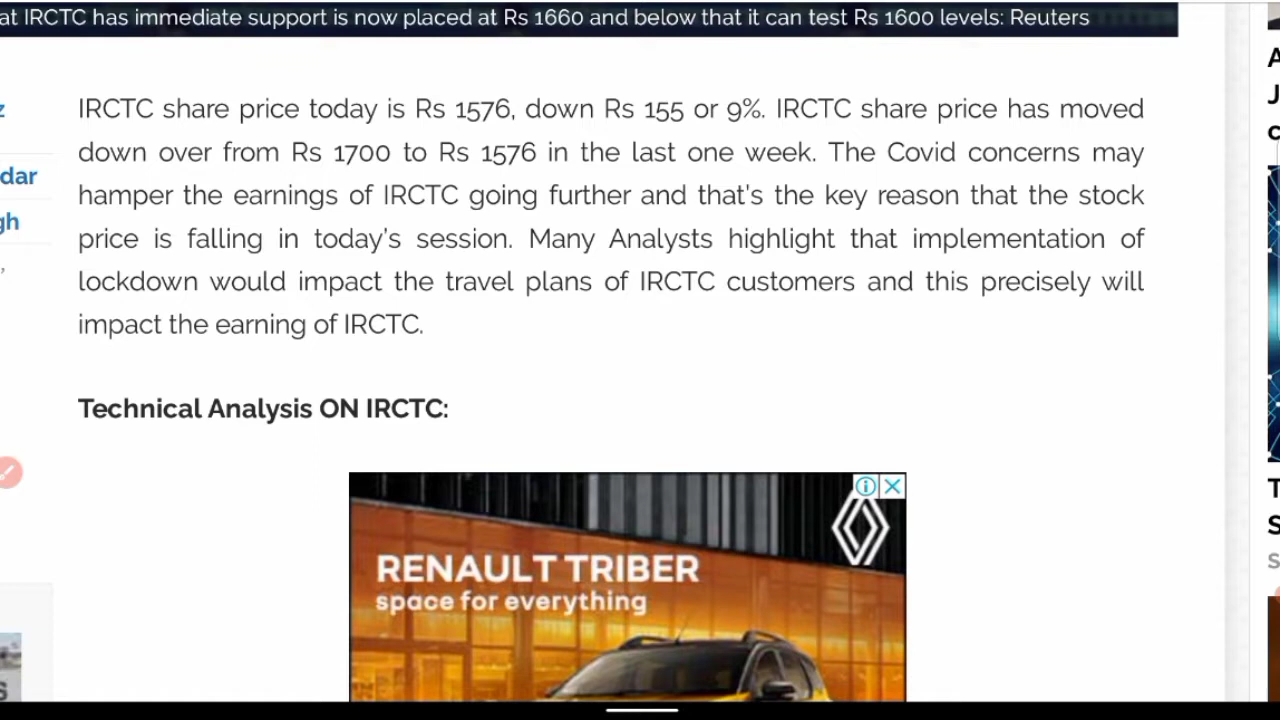 at IRCTC has immediate support is now placed at Rs 1660 and below that it can test Rs 1600 levels: Reuters
A
J
c
z
dar
gh
,
IRCTC share price today is Rs 1576, down Rs 155 or 9%. IRCTC share price has moved
down over from Rs 1700 to Rs 1576 in the last one week. The Covid concerns may
hamper the earnings of IRCTC going further and that's the key reason that the stock
price is falling in today’s session. Many Analysts highlight that implementation of
lockdown would impact the travel plans of IRCTC customers and this precisely will
impact the earning of IRCTC.
Technical Analysis ON IRCTC:
RENAULT TRIBER
space for everything
T
S
S
S